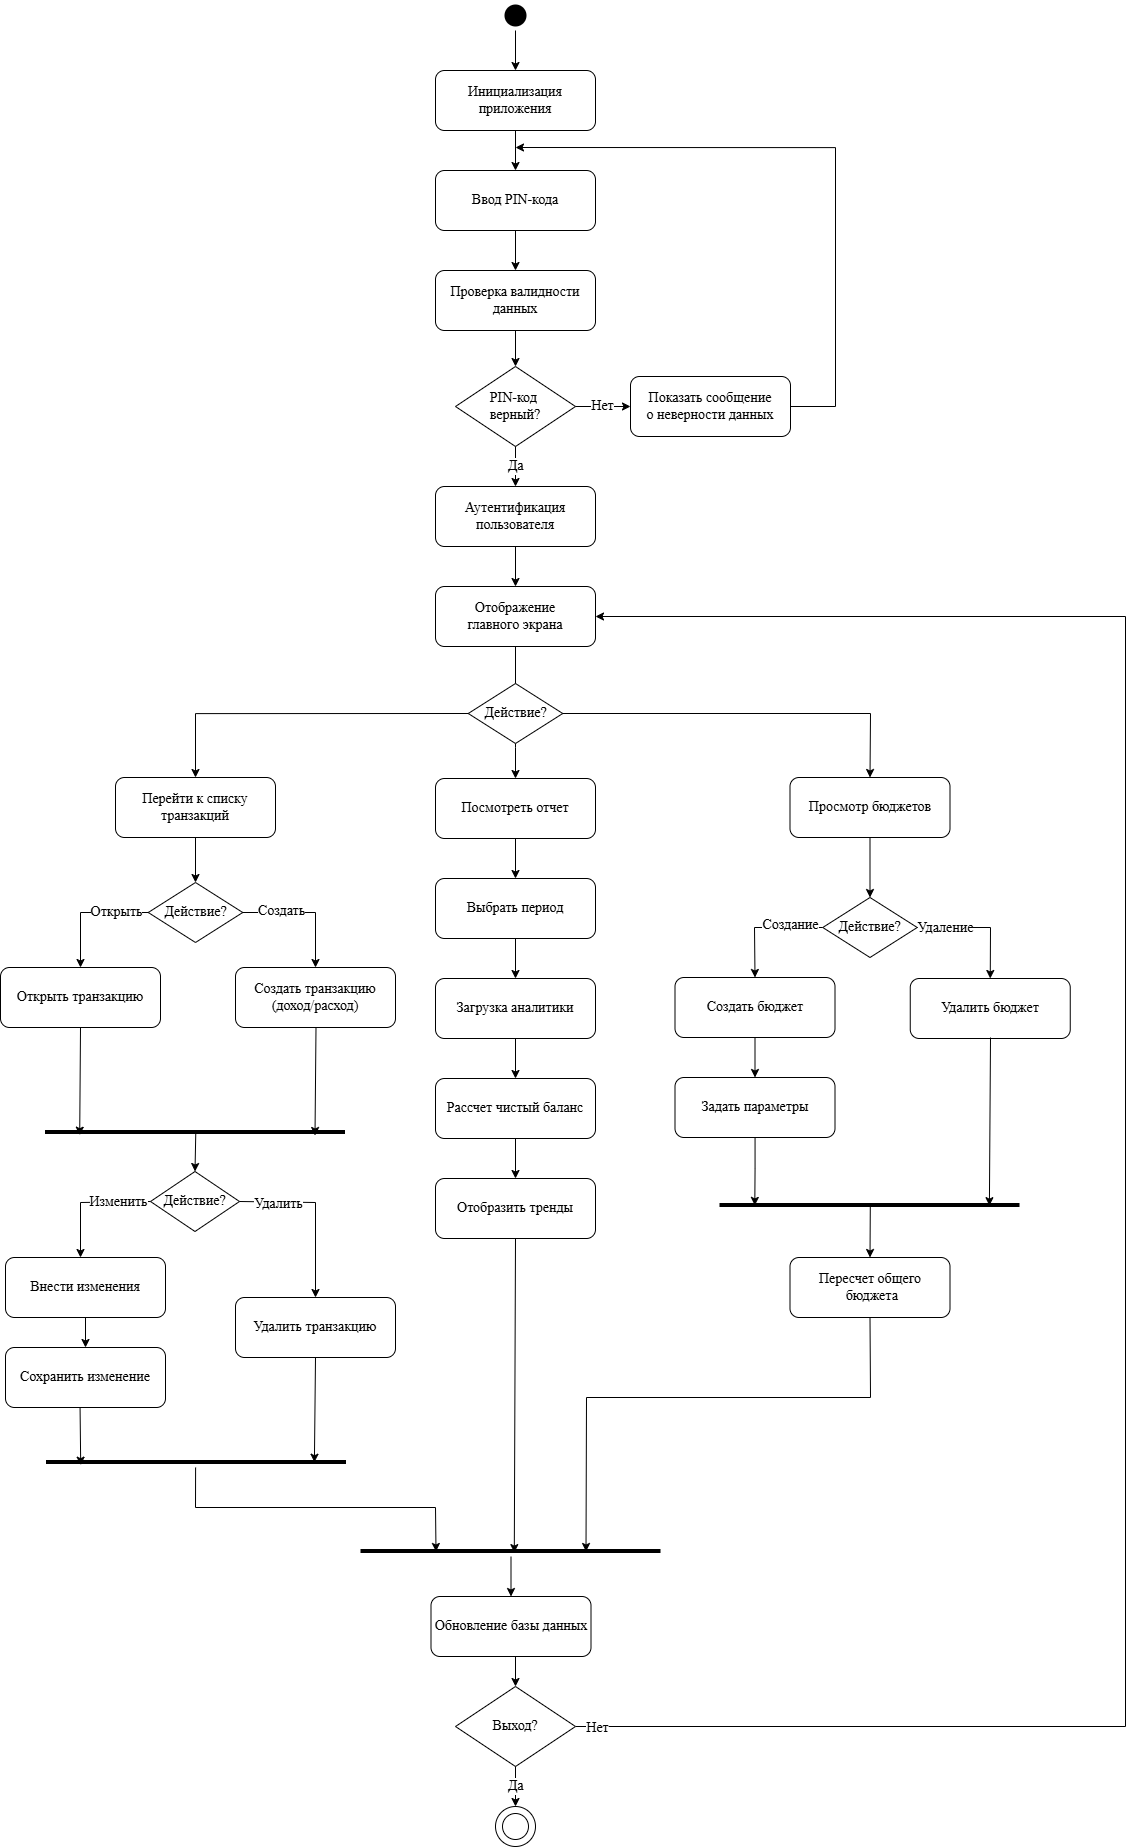 Инициализация
приложения
Ввод PIN-кода
Проверка валидности
данных
PIN-код
верный?
Нет
Показать сообщение
о неверности данных
Да
Аутентификация
пользователя
Отображение
главного экрана
Действие?
Перейти к списку
транзакций
Посмотреть отчет
Просмотр бюджетов
Открыть
Действие?
Создать
Выбрать период
Создание
Действие?
Удаление
Открыть транзакцию
Создать транзакцию
(доход/расход)
Загрузка аналитики
Создать бюджет
Удалить бюджет
Рассчет чистый баланс
Задать параметры
Изменить
Действие?
Удалить
Отобразить тренды
Внести изменения
Удалить транзакцию
Пересчет общего
бюджета
Сохранить изменение
Обновление базы данных
Выход?
Нет
Да